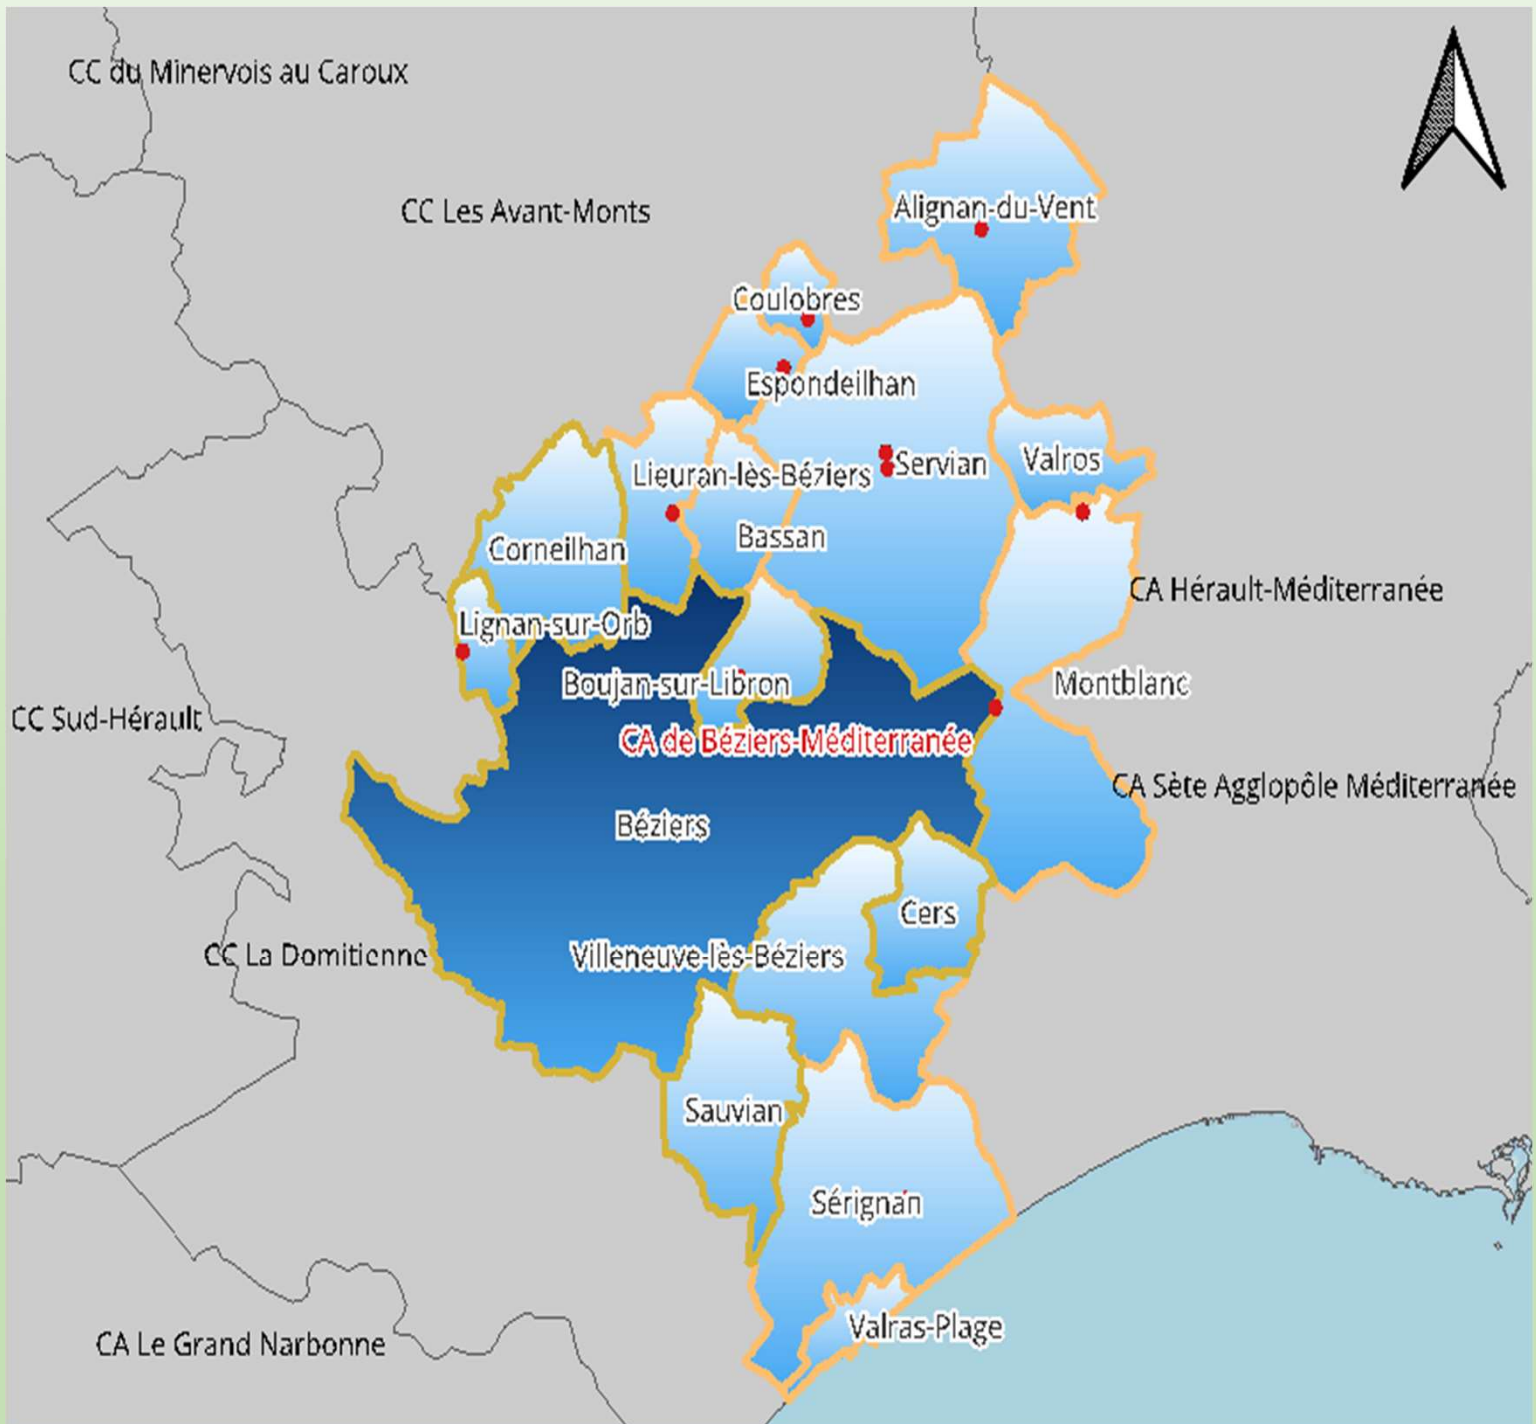 CC du Minervois au Caroux
CC Les Avant-Monts
Alignan-du-Vent
Coulobres
Espondeilhan
Servian
Valros
Lieuran-lès-Béziers
Bassan
Corneilhan
CA Hérault-Méditerranée
Lignan-sur-Orb
Boujan-sur-Libron
Montblanc
CC Sud-Hérault
CA de Béziers-Méditerranée
CA Sète Agglopôle Méditerranée
Béziers
Cers
CC La Domitienne
Villeneuve-lès-Béziers
Sauvian
Sérignan
Valras-Plage
CA Le Grand Narbonne